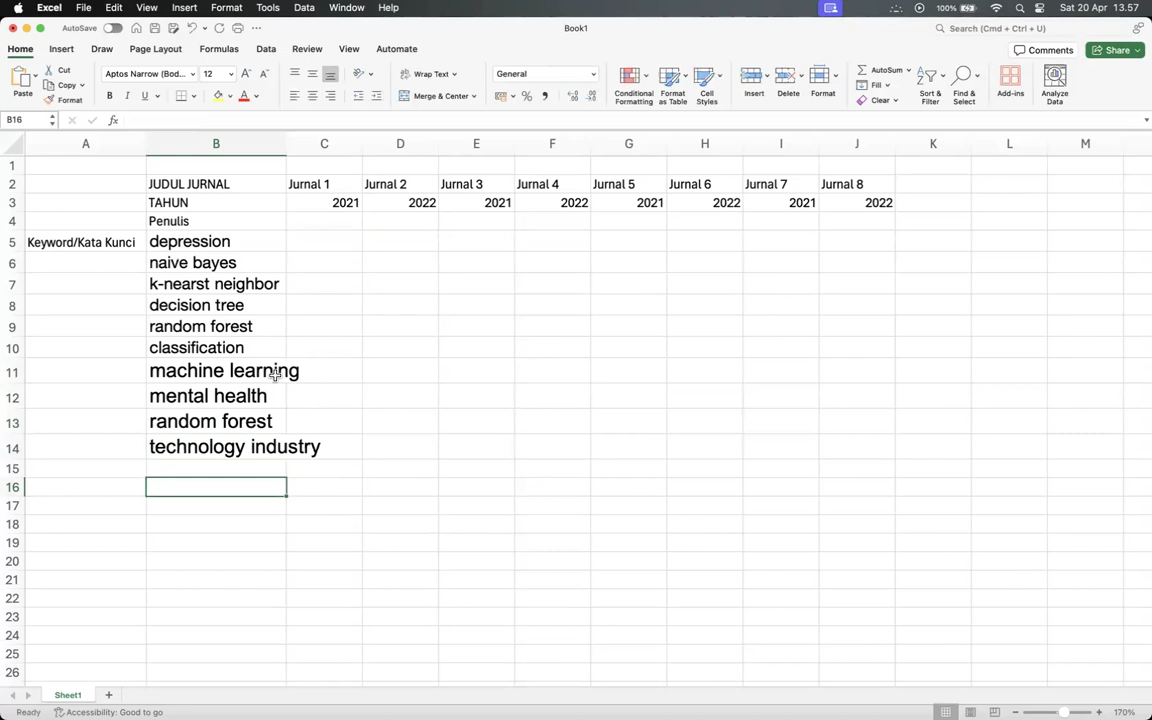 Excel File Edit View Insert Format Tools Data Window Help 100% Sat 20 Apr 13.57
AutoSave Book1 Search (Cmd + Ctrl + U)
Home Insert Draw Page Layout Formulas Data Review View Automate Comments Share
Paste Cut Copy Format Aptos Narrow (Bod... 12 B I U A Wrap Text Merge & Center General % Conditional Formatting Format as Table Cell Styles Insert Delete Format AutoSum Fill Clear Sort & Filter Find & Select Add-ins Analyze Data
B16 fx
A B C D E F G H I J K L M
1
2 JUDUL JURNAL Jurnal 1 Jurnal 2 Jurnal 3 Jurnal 4 Jurnal 5 Jurnal 6 Jurnal 7 Jurnal 8
3 TAHUN 2021 2022 2021 2022 2021 2022 2021 2022
4 Penulis
5 Keyword/Kata Kunci depression
6 naive bayes
7 k-nearst neighbor
8 decision tree
9 random forest
10 classification
11 machine learning
12 mental health
13 random forest
14 technology industry
15
16
17
18
19
20
21
22
23
24
25
26
Sheet1
Ready Accessibility: Good to go 170%